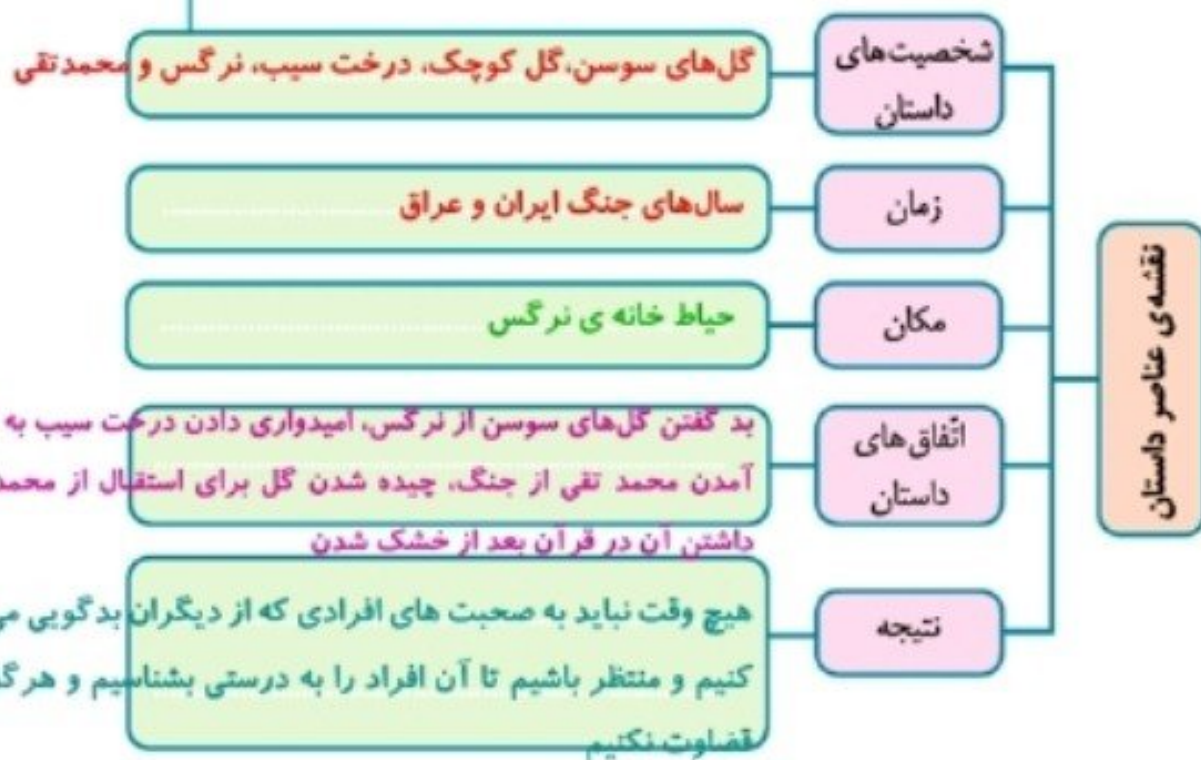 نقشه‌ی عناصر داستان
شخصیت‌های
داستان
گل‌های سوسن،گل کوچک، درخت سیب، نرگس و محمدتقی
زمان
سال‌های جنگ ایران و عراق
مکان
حیاط خانه ی نرگس
اتّفاق‌های
داستان
بد گفتن گل‌های سوسن از نرگس، امیدواری دادن درخت سیب به
آمدن محمد تقی از جنگ، چیده شدن گل برای استقبال از
داشتن آن در قرآن بعد از خشک شدن
نتیجه
هیچ وقت نباید به صحبت های افرادی که از دیگران بدگویی
کنیم و منتظر باشیم تا آن افراد را به درستی بشناسیم و
قضاوت نکنیم